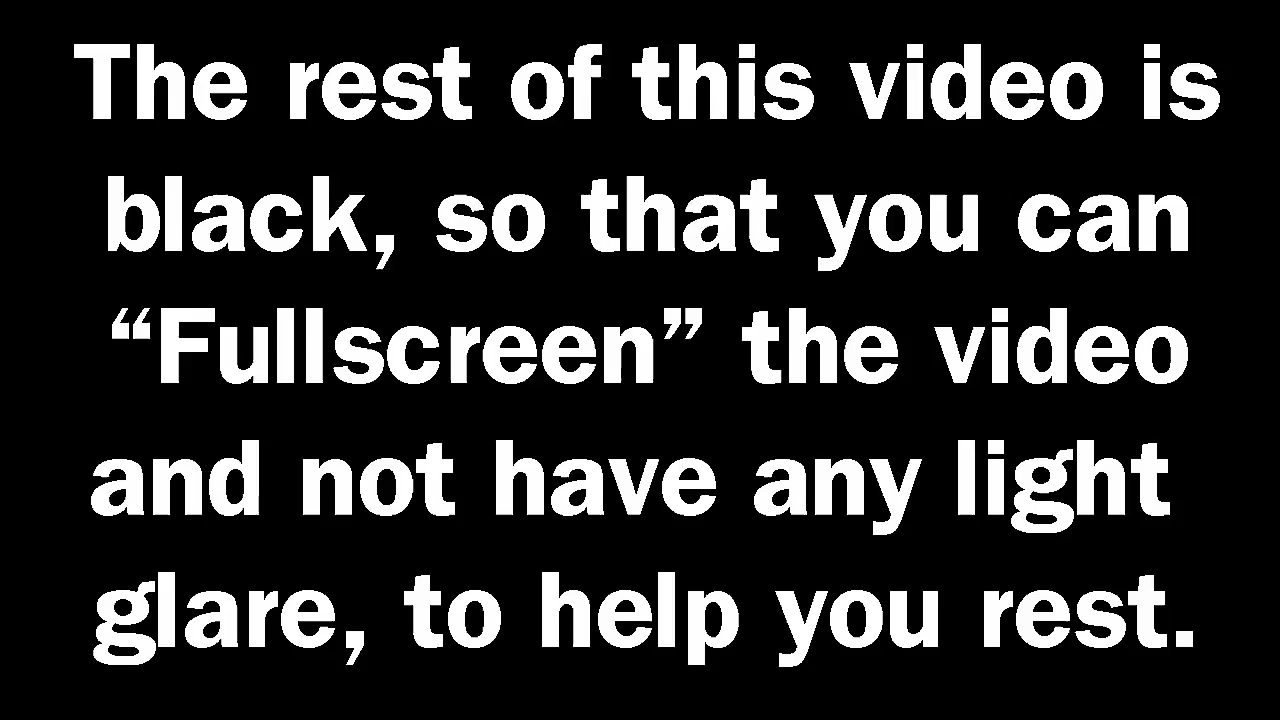 The rest of this video is
black, so that you can
“Fullscreen” the video
and not have any light
glare, to help you rest.